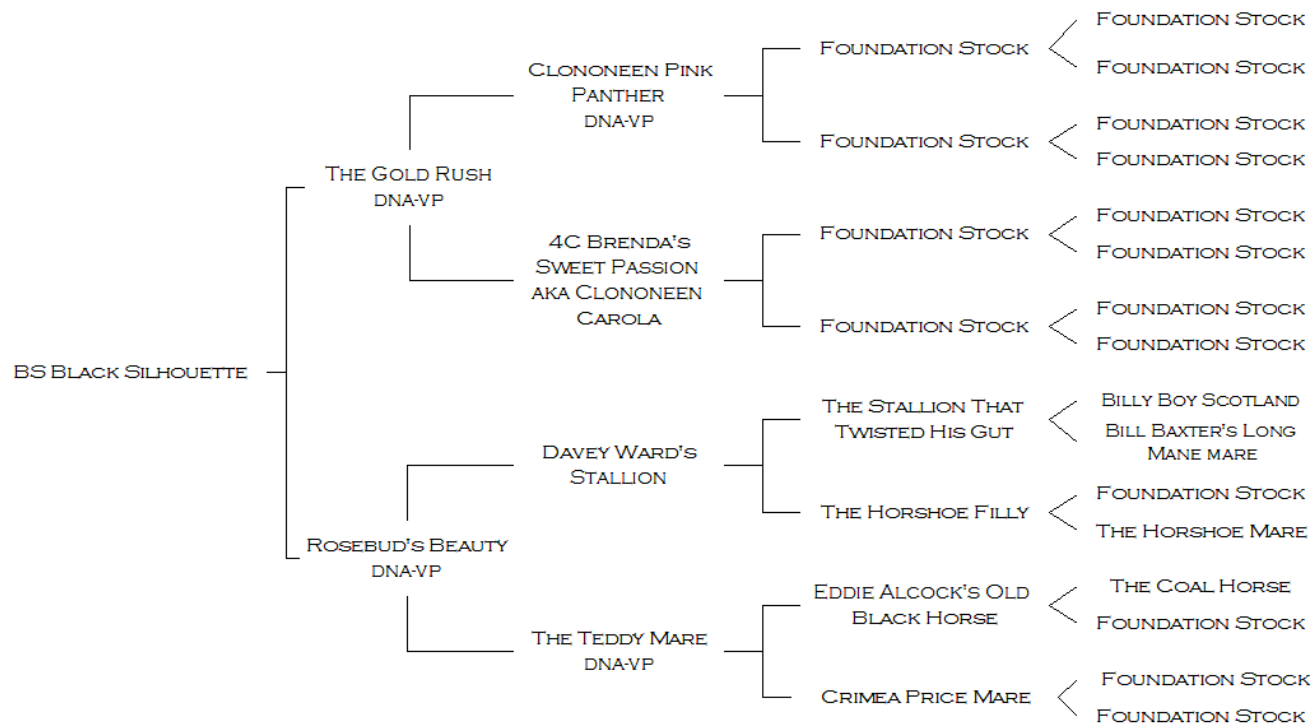 BS Black Silhouette
The Gold Rush
DNA-VP
Rosebud's Beauty
DNA-VP
Clononeen Pink
Panther
DNA-VP
4C Brenda's
Sweet Passion
aka Clononeen
Carola
Davey Ward's
Stallion
The Teddy Mare
DNA-VP
Foundation Stock
Foundation Stock
Foundation Stock
Foundation Stock
The Stallion That
Twisted His Gut
The Horshoe Filly
Eddie Alcock's Old
Black Horse
Crimea Price Mare
Foundation Stock
Foundation Stock
Foundation Stock
Foundation Stock
Foundation Stock
Foundation Stock
Foundation Stock
Foundation Stock
Billy Boy Scotland
Bill Baxter's Long
Mane mare
Foundation Stock
The Horshoe Mare
The Coal Horse
Foundation Stock
Foundation Stock
Foundation Stock